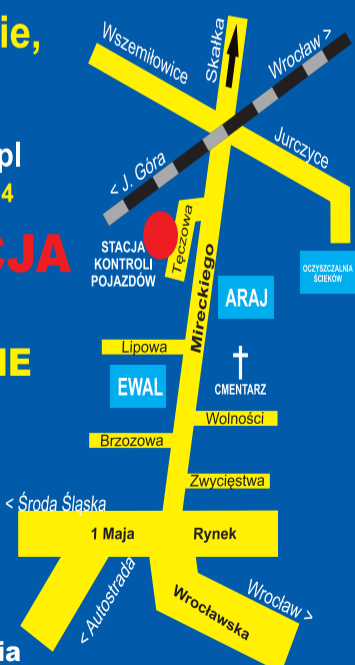 ie,
Wszemiłowice
Skałka
Wrocław >
pl
4
< J. Góra
Jurczyce
CJA
STACJA
KONTROLI
POJAZDÓW
Tęczowa
OCZYSZCZALNIA
ŚCIEKÓW
ARAJ
Mireckiego
Lipowa
IE
EWAL
CMENTARZ
Wolności
Brzozowa
Zwycięstwa
< Środa Śląska
1 Maja
Rynek
< Autostrada
Wrocławska
Wrocław >
ia